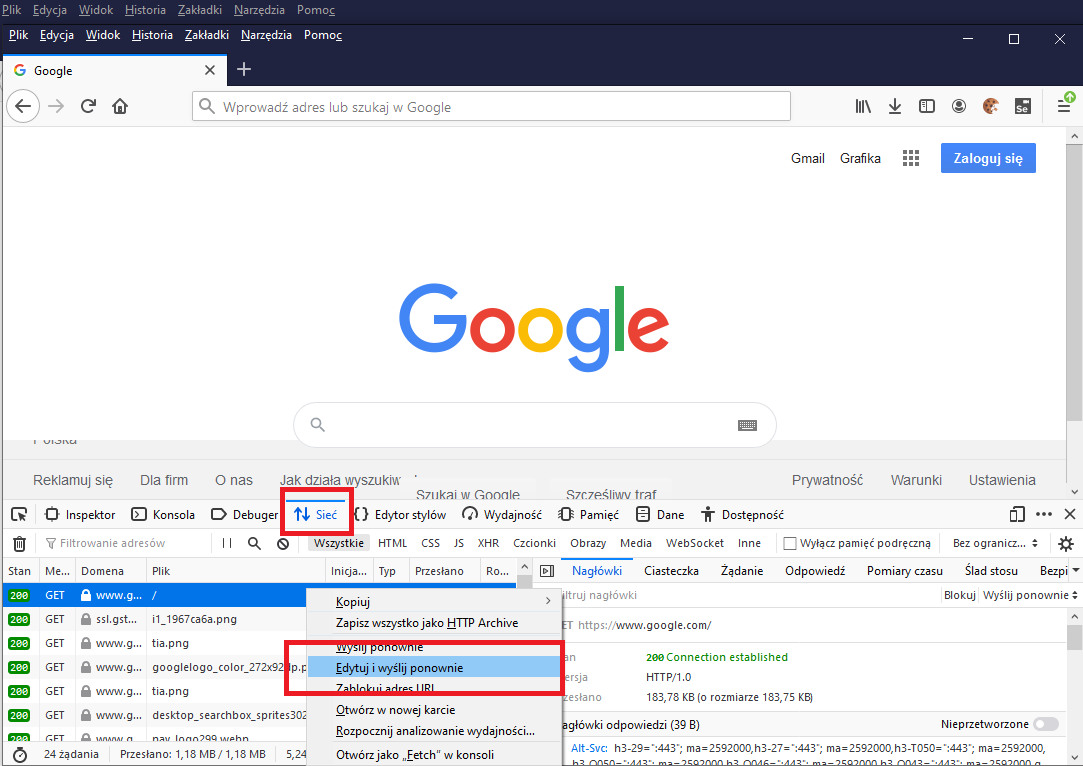 Plik Edycja Widok Historia Zakładki Narzędzia Pomoc
Plik Edycja Widok Historia Zakładki Narzędzia Pomoc
Google
Wprowadź adres lub szukaj w Google
Se
Gmail Grafika Zaloguj się
Google
Polska
Reklamuj się Dla firm O nas Jak działa wyszukiw Prywatność Warunki Ustawienia
Szukaj w Google Szczęśliwy traf
Inspektor Konsola Debuger Sieć Edytor stylów Wydajność Pamięć Dane Dostępność
Filtrowanie adresów Wszystkie HTML CSS JS XHR Czcionki Obrazy Media WebSocket Inne Wyłącz pamięć podręczną Bez ogranicz...
Stan Me... Domena Plik Inicja... Typ Przesłano Ro... Nagłówki Ciasteczka Żądanie Odpowiedź Pomiary czasu Ślad stosu Bezpi
200 GET www.g... /
Kopiuj
iltruj nagłówki Blokuj Wyślij ponownie
200 GET ssl.gst... i1_1967ca6a.png
Zapisz wszystko jako HTTP Archive
ET https://www.google.com/
200 GET www.g... tia.png
Wyślij ponownie
an 200 Connection established
200 GET www.g... googlelogo_color_272x92dp.p
Edytuj i wyślij ponownie
ersja HTTP/1.0
200 GET www.g... tia.png
Zablokuj adres URL
zesłano 183,78 KB (o rozmiarze 183,75 KB)
200 GET www.g... desktop_searchbox_sprites302
Otwórz w nowej karcie
agłówki odpowiedzi (39 B) Nieprzetworzone
200 GET www.g... nav_logo299.webp
Rozpocznij analizowanie wydajności...
Alt-Svc: h3-29=":443"; ma=2592000,h3-27=":443"; ma=2592000,h3-T050=":443"; ma=2592000,
24 żądania Przesłano: 1,18 MB / 1,18 MB 5,24
Otwórz jako „Fetch” w konsoli
h3-Q050=":443"; ma=2592000,h3-Q046=":443"; ma=2592000,h3-Q043=":443"; ma=2592000,q